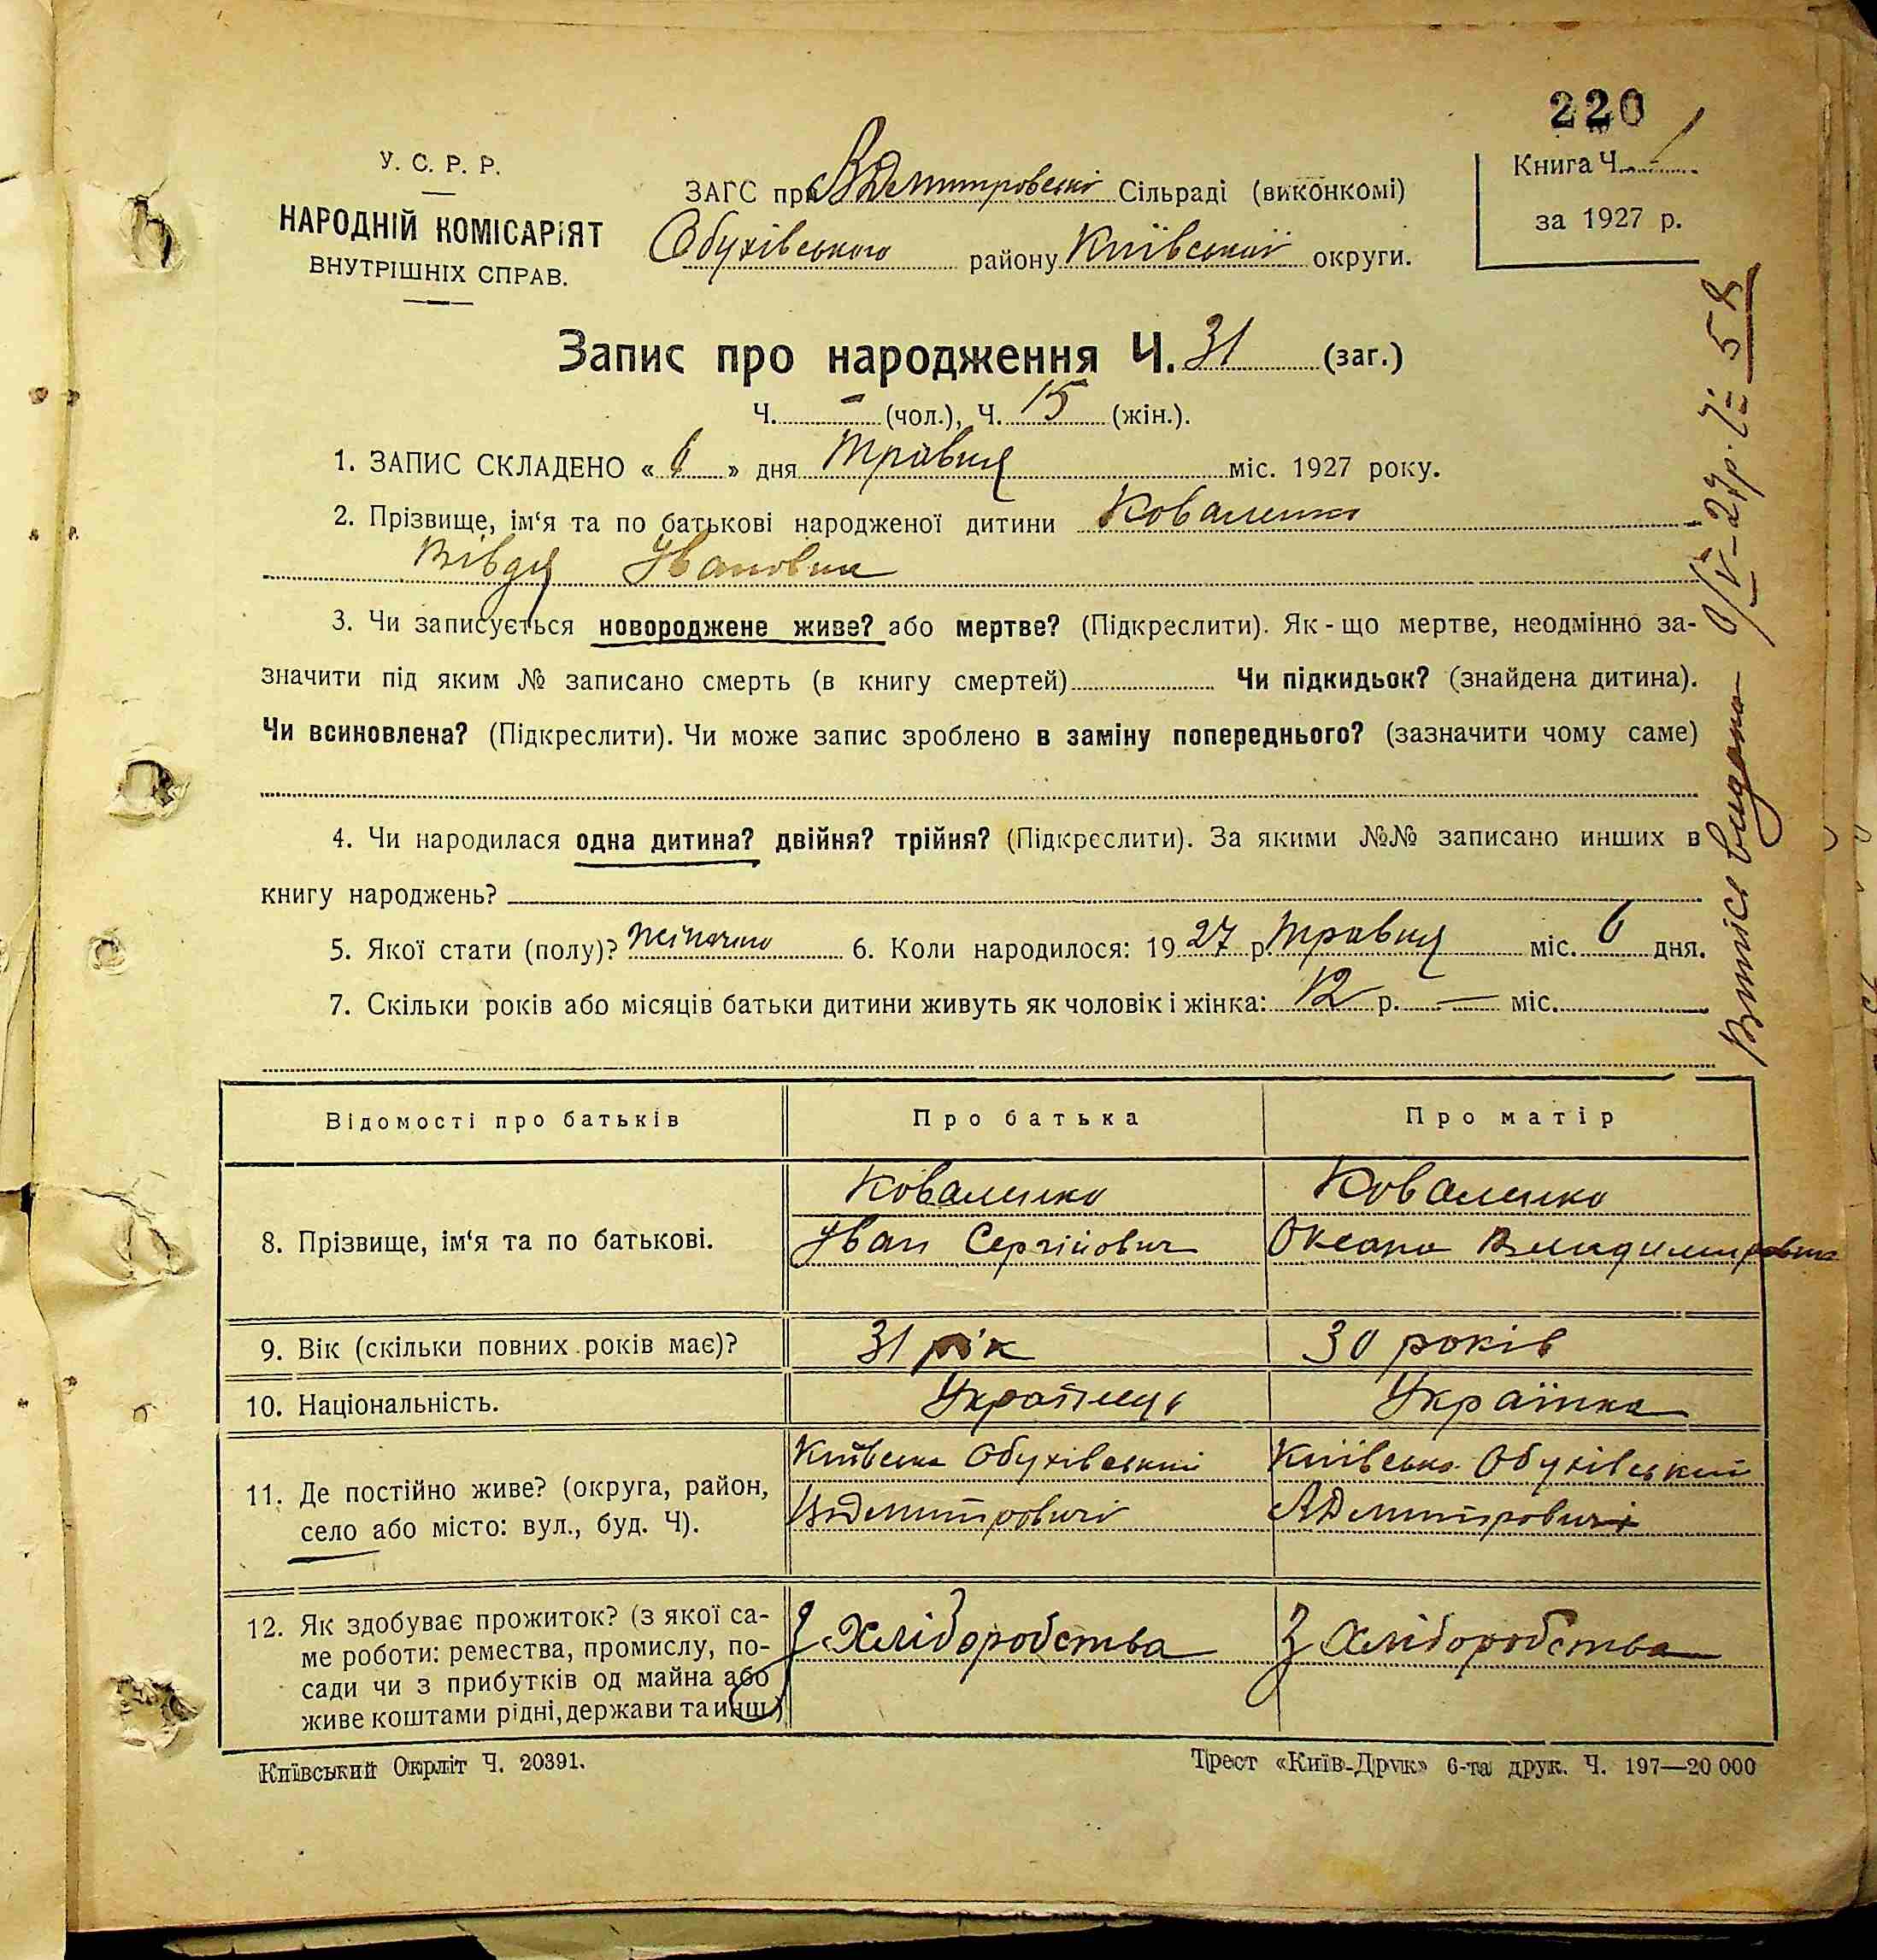 220
У. С. Р. Р.
НАРОДНІЙ КОМІСАРІЯТ
ВНУТРІШНІХ СПРАВ.
ЗАГС при Сільраді (виконкомі)
Обухівського району Київської округи.
Книга Ч.
за 1927 р.
Запис про народження Ч. 31 (заг.)
Ч. — (чол.), Ч. 15 (жін.).
1. ЗАПИС СКЛАДЕНО « » дня Травня міс. 1927 року.
2. Прізвище, ім'я та по батькові народженої дитини Коваленко
Вівдя Івановна
3. Чи записується новороджене живе? або мертве? (Підкреслити). Як-що мертве, неодмінно за-
значити під яким № записано смерть (в книгу смертей) Чи підкидьок? (знайдена дитина).
Чи всиновлена? (Підкреслити). Чи може запис зроблено в заміну попереднього? (зазначити чому саме)
4. Чи народилася одна дитина? двійня? трійня? (Підкреслити). За якими №№ записано инших в
книгу народжень?
5. Якої стати (полу)? жіночого 6. Коли народилося: 1927 р. травня міс. 6 дня.
7. Скільки років або місяців батьки дитини живуть як чоловік і жінка: 12 р. — міс.
Витяг видано
Відомості про батьків Про батька Про матір
8. Прізвище, ім'я та по батькові. Коваленко Коваленко
Іван Сергійович Оксана Владимировна
9. Вік (скільки повних років має)? 31 рік 30 років
10. Національність. Українець Українка
11. Де постійно живе? (округа, район, село або місто: вул., буд. Ч).
Київська Обухівський Київська Обухівський
12. Як здобуває прожиток? (з якої са-
ме роботи: ремества, промислу, по-
сади чи з прибутків од майна або
живе коштами рідні, держави та инш.)
З Хліборобства З Хліборобства
Київський Окрліт Ч. 20391.
Трест «Київ-Друк» 6-та друк. Ч. 197—20 000